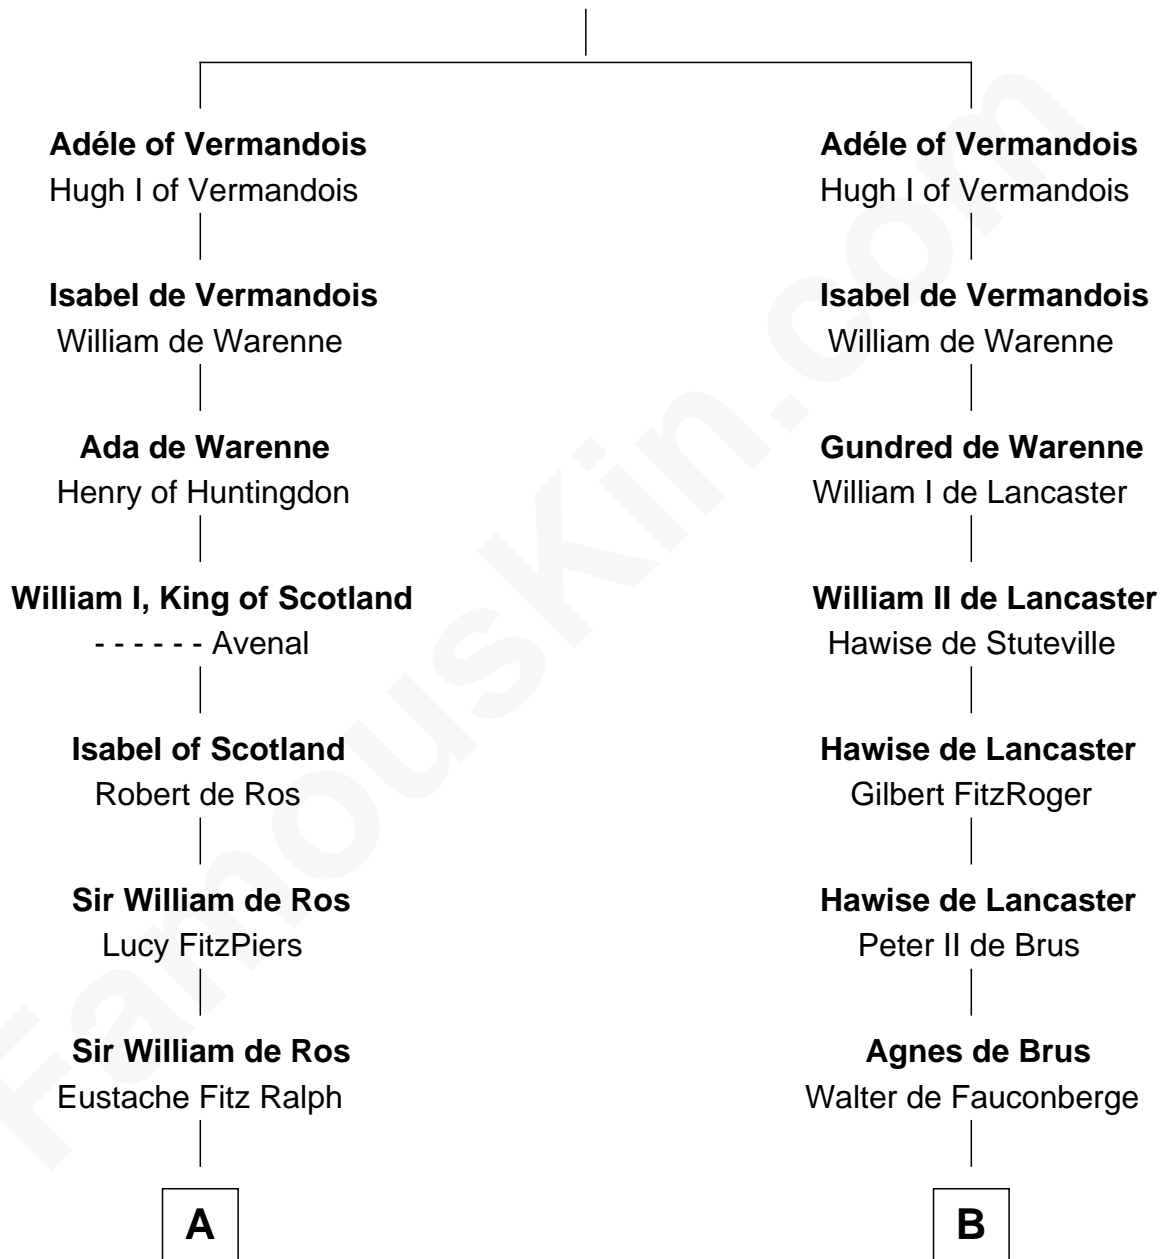 Adéle of Vermandois
Hugh I of Vermandois
Isabel de Vermandois
William de Warenne
Ada de Warenne
Henry of Huntingdon
William I, King of Scotland
- - - - - - Avenal
Isabel of Scotland
Robert de Ros
Sir William de Ros
Lucy FitzPiers
Sir William de Ros
Eustache Fitz Ralph
A
Adéle of Vermandois
Hugh I of Vermandois
Isabel de Vermandois
William de Warenne
Gundred de Warenne
William I de Lancaster
William II de Lancaster
Hawise de Stuteville
Hawise de Lancaster
Gilbert FitzRoger
Hawise de Lancaster
Peter II de Brus
Agnes de Brus
Walter de Fauconberge
B
FamousKin.com